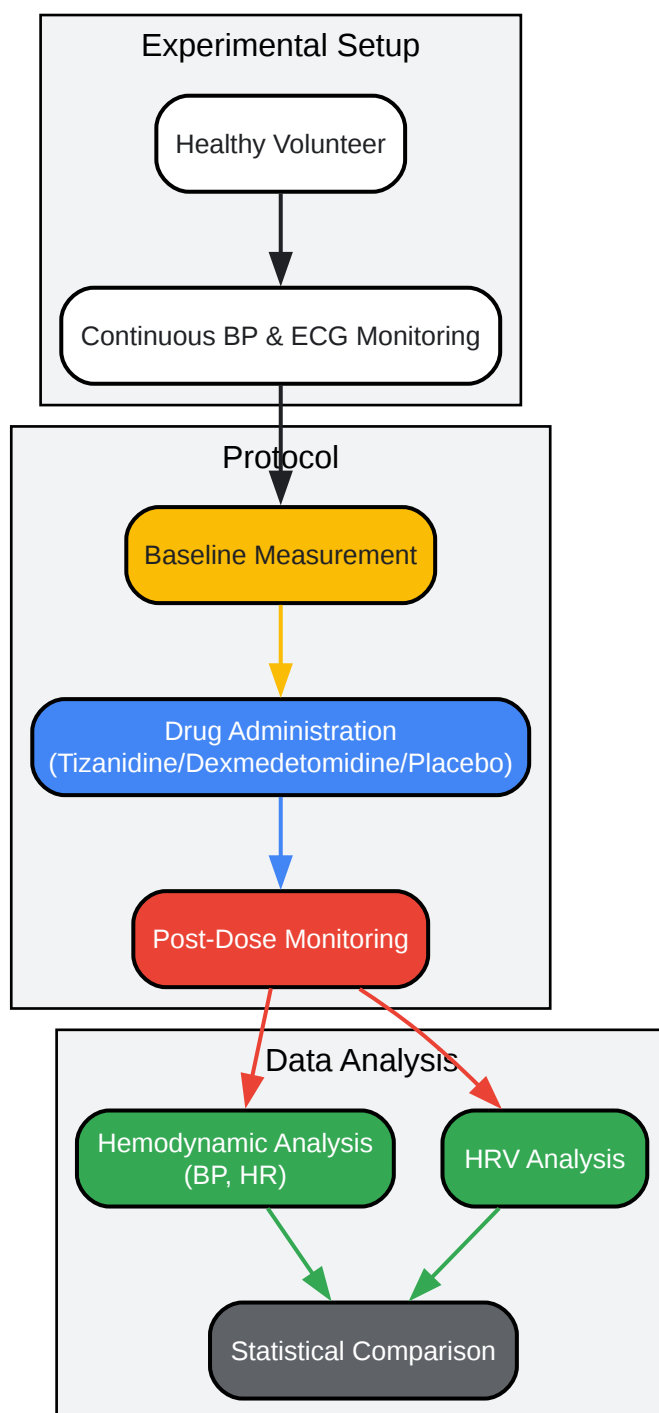 Experimental Setup
Healthy Volunteer
Continuous BP & ECG Monitoring
Protocol
Baseline Measurement
Drug Administration
(Tizanidine/Dexmedetomidine/Placebo)
Post-Dose Monitoring
Data Analysis
Hemodynamic Analysis
(BP, HR)
HRV Analysis
Statistical Comparison